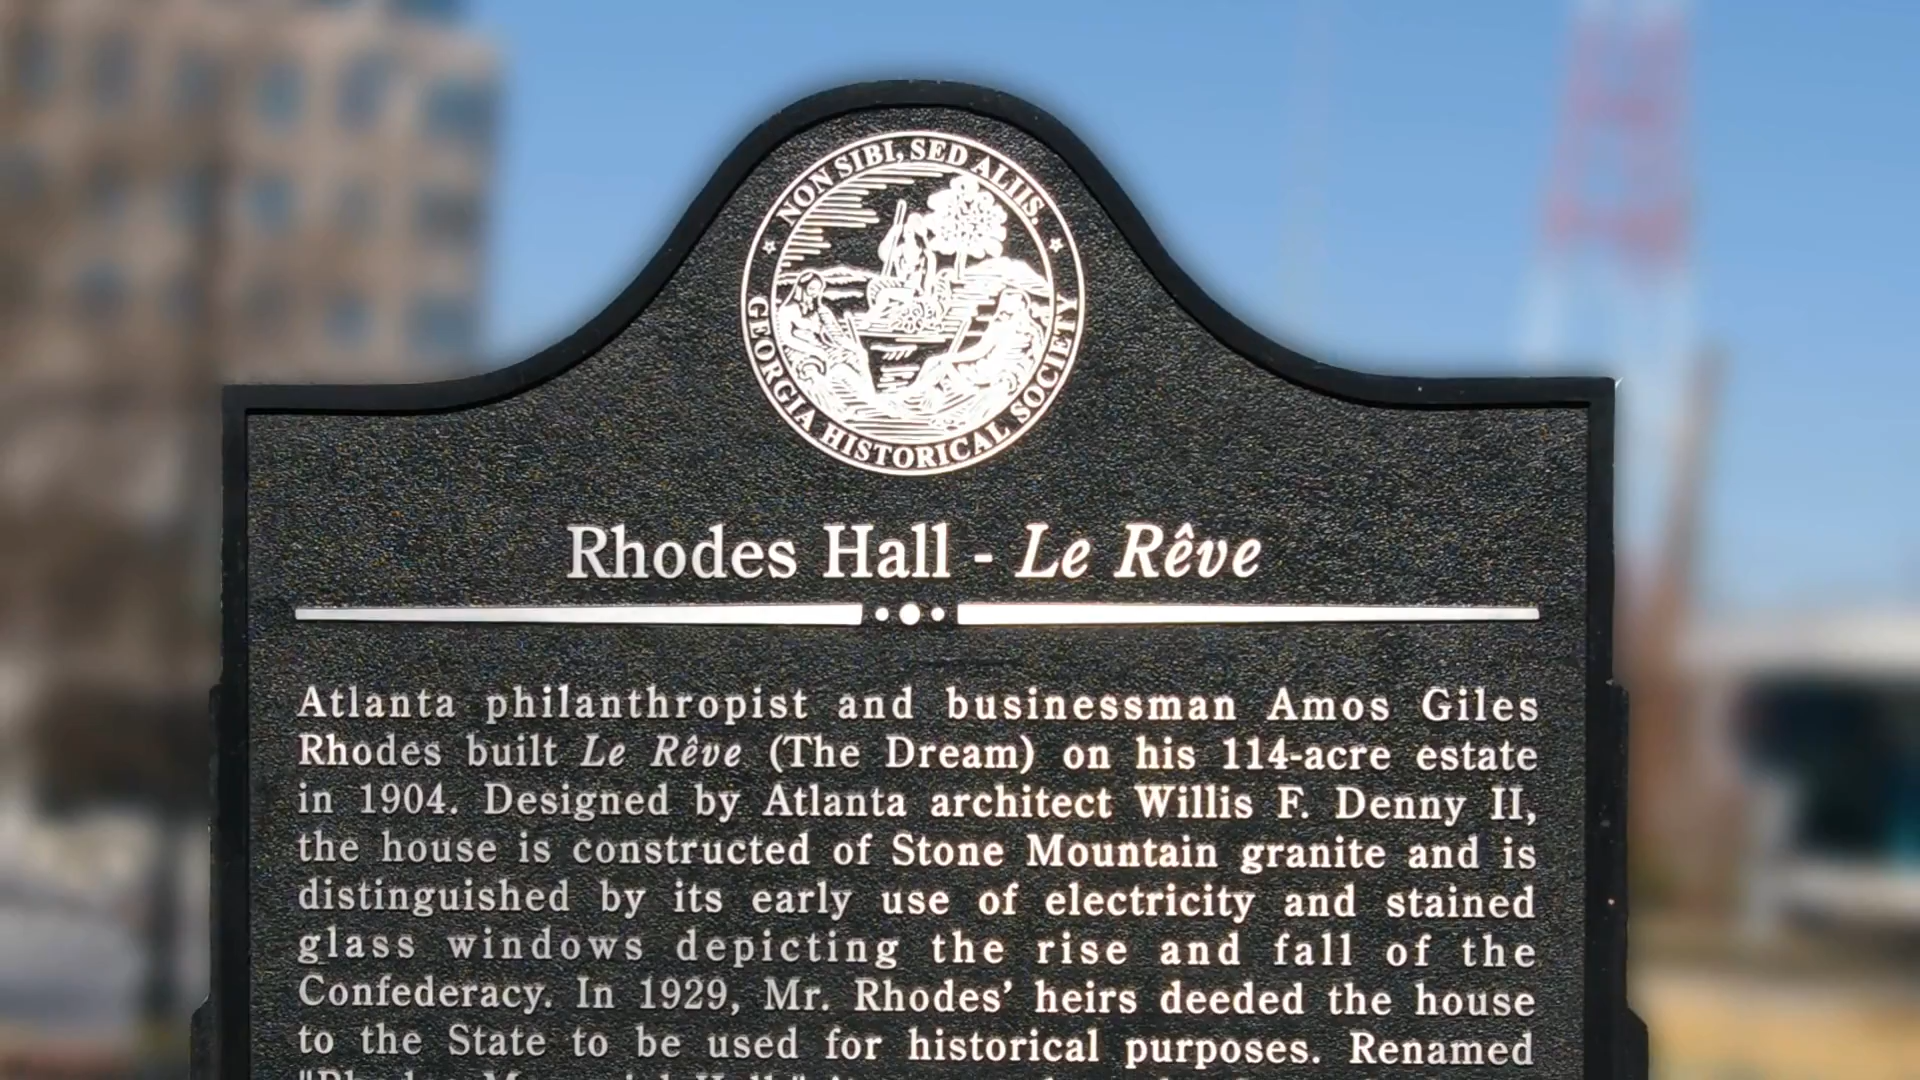 NON SIBI, SED ALIIS.
GEORGIA HISTORICAL SOCIETY
Rhodes Hall - Le Rêve
Atlanta philanthropist and businessman Amos Giles
Rhodes built Le Rêve (The Dream) on his 114-acre estate
in 1904. Designed by Atlanta architect Willis F. Denny II,
the house is constructed of Stone Mountain granite and is
distinguished by its early use of electricity and stained
glass windows depicting the rise and fall of the
Confederacy. In 1929, Mr. Rhodes’ heirs deeded the house
to the State to be used for historical purposes. Renamed